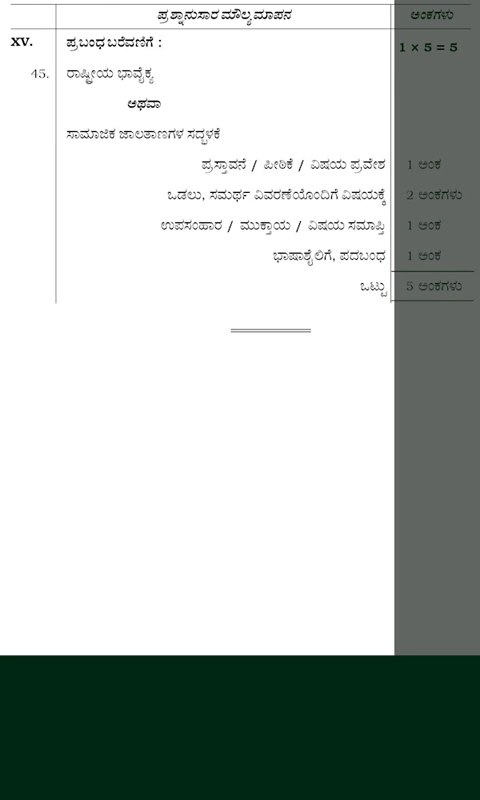 ಪ್ರಶ್ನಾನುಸಾರ ಮೌಲ್ಯಮಾಪನ ಅಂಕಗಳು
XV. ಪ್ರಬಂಧ ಬರೆವಣಿಗೆ : 1 × 5 = 5
45. ರಾಷ್ಟ್ರೀಯ ಭಾವೈಕ್ಯ
ಅಥವಾ
ಸಾಮಾಜಿಕ ಜಾಲತಾಣಗಳ ಸದ್ಬಳಕೆ
ಪ್ರಸ್ತಾವನೆ / ಪೀಠಿಕೆ / ವಿಷಯ ಪ್ರವೇಶ 1 ಅಂಕ
ಒಡಲು, ಸಮರ್ಥ ವಿವರಣೆಯೊಂದಿಗೆ ವಿಷಯಕ್ಕೆ 2 ಅಂಕಗಳು
ಉಪಸಂಹಾರ / ಮುಕ್ತಾಯ / ವಿಷಯ ಸಮಾಪ್ತಿ 1 ಅಂಕ
ಭಾಷಾಶೈಲಿಗೆ, ಪದಬಂಧ 1 ಅಂಕ
ಒಟ್ಟು 5 ಅಂಕಗಳು